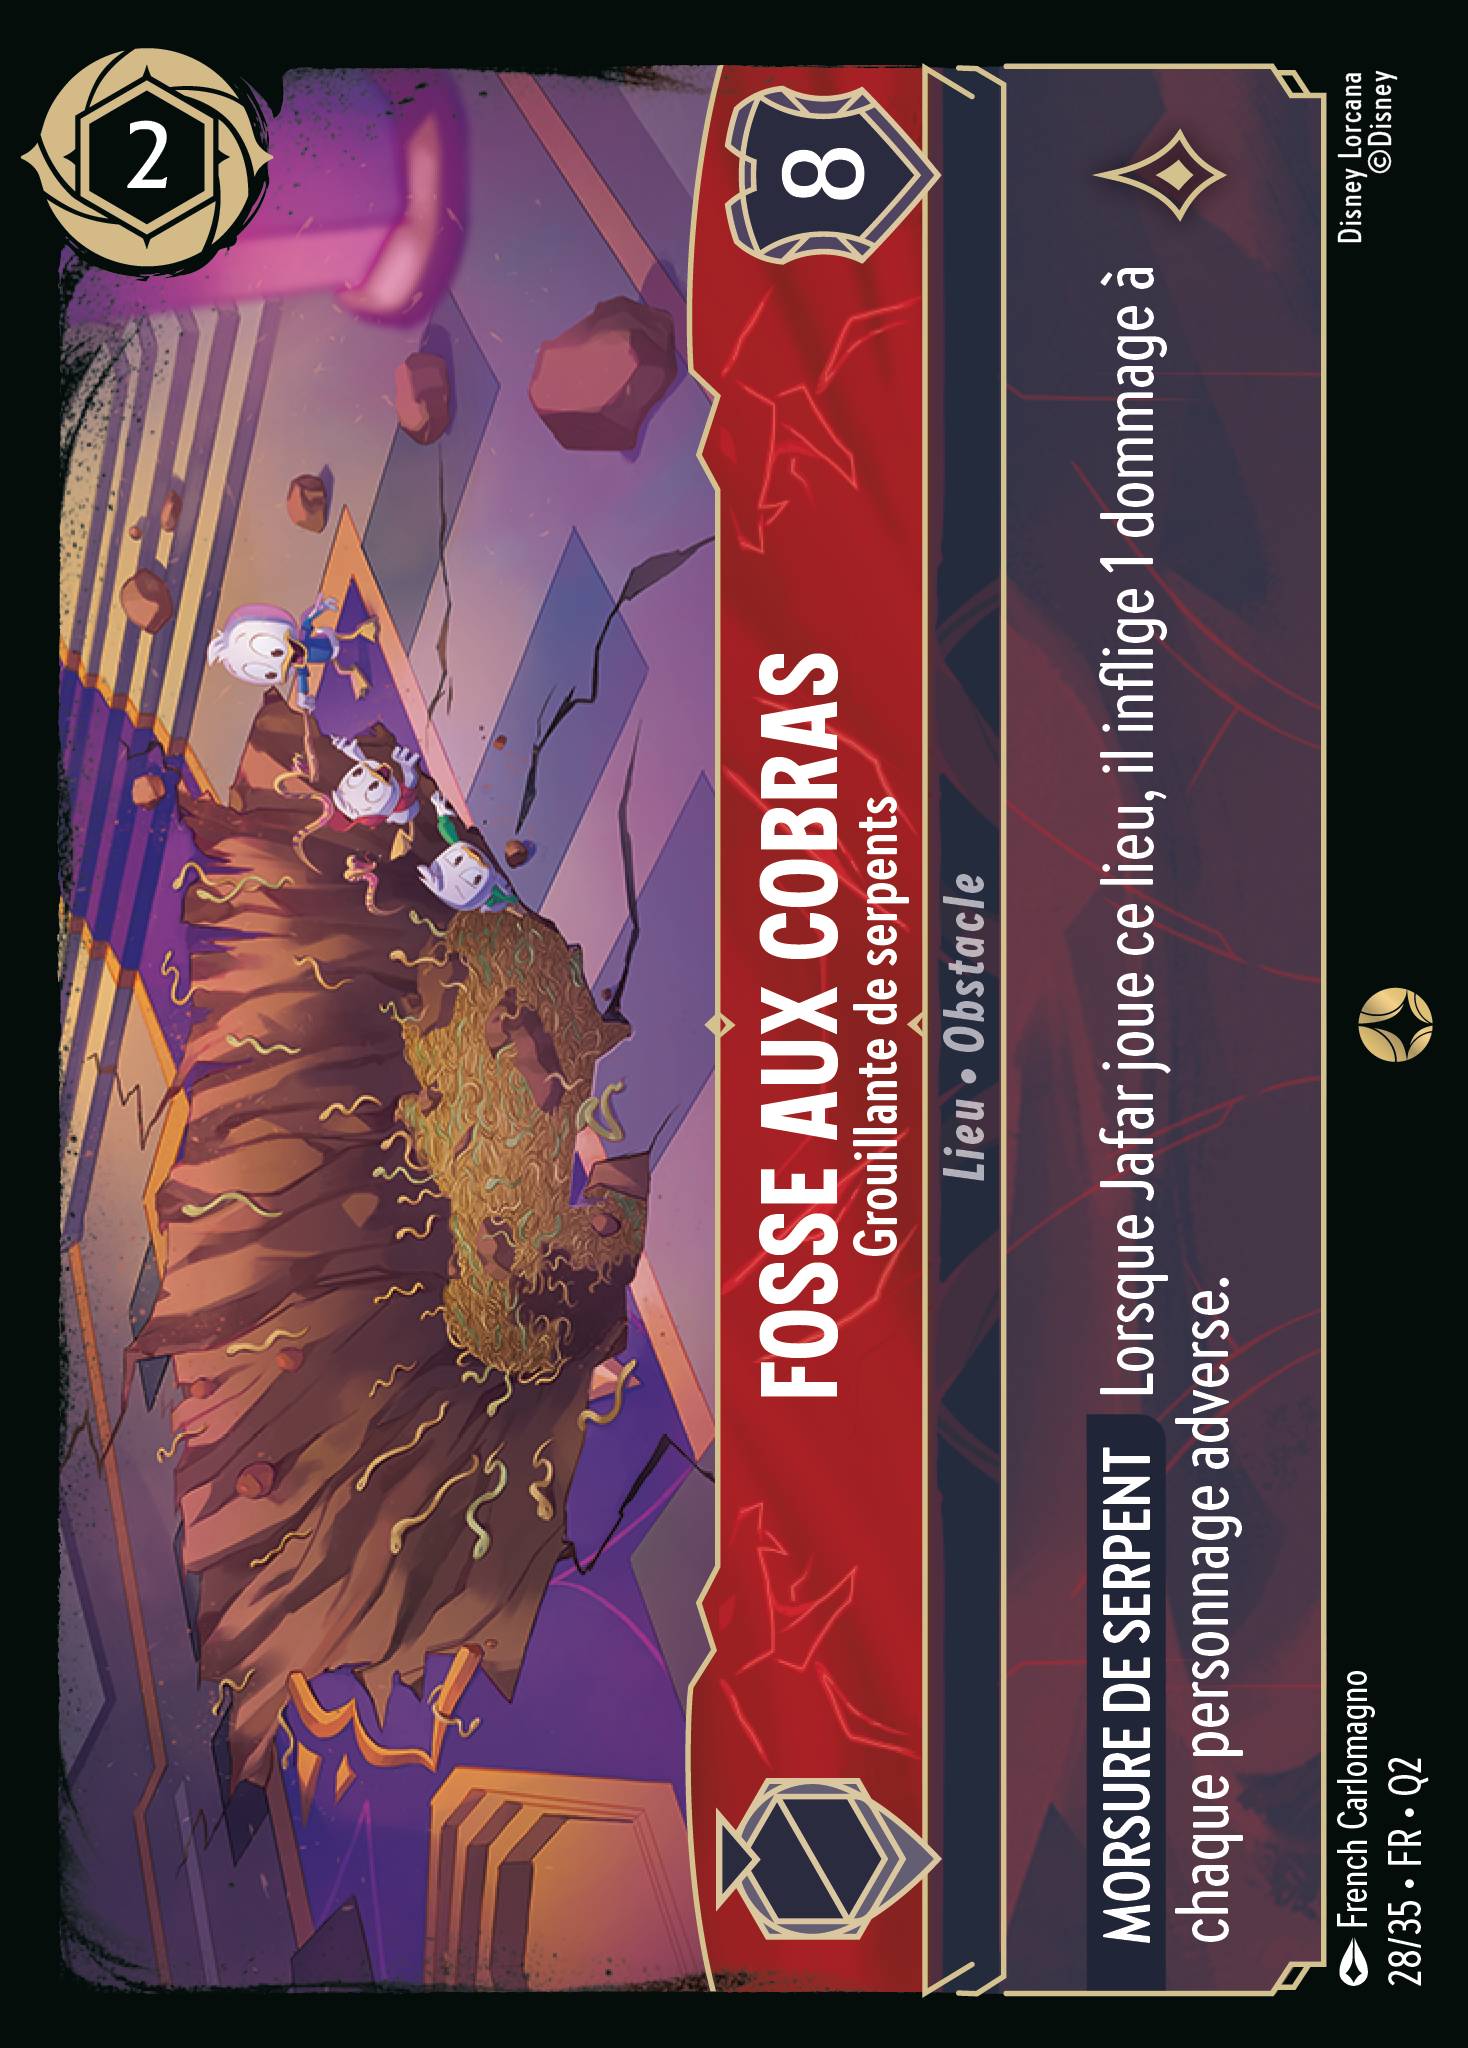 2
FOSSE AUX COBRAS
Grouillante de serpents
8
Lieu • Obstacle
MORSURE DE SERPENT Lorsque Jafar joue ce lieu, il inflige 1 dommage à
chaque personnage adverse.
French Carlomagno
28/35 • FR • Q2
Disney Lorcana
©Disney